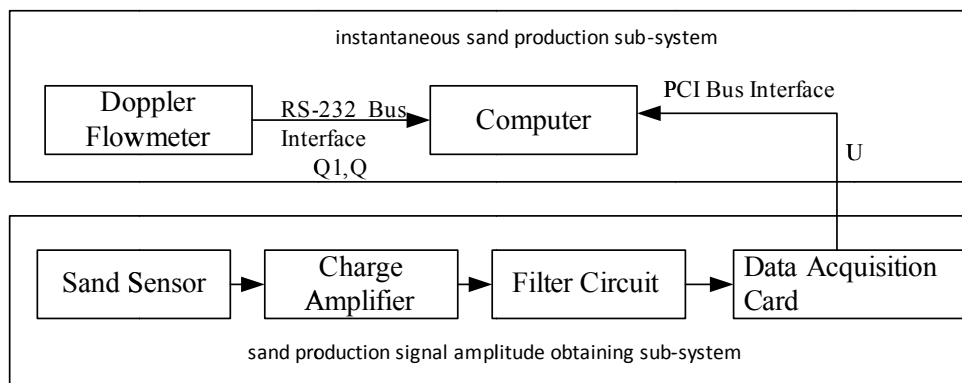 instantaneous sand production sub-system
Doppler
Flowmeter
RS-232 Bus
Interface
Q1,Q
Computer
PCI Bus Interface
U
Sand Sensor
Charge
Amplifier
Filter Circuit
Data Acquisition
Card
sand production signal amplitude obtaining sub-system